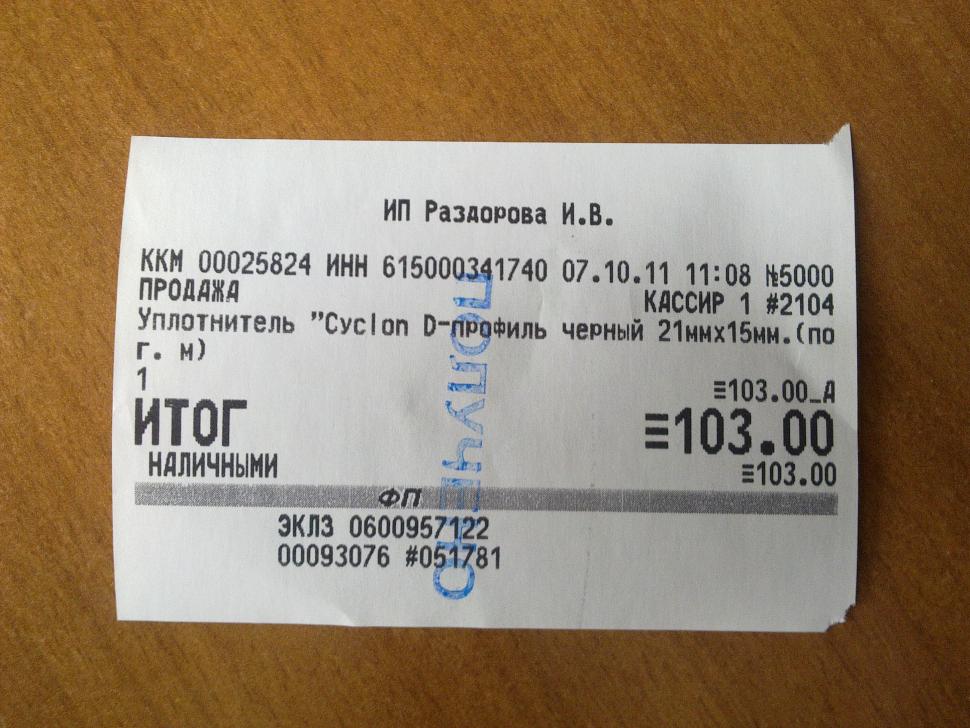 ИП Раздорова И.В.
ККМ 00025824 ИНН 615000341740 07.10.11 11:08 №5000
ПРОДАЖА КАССИР 1 #2104
Уплотнитель "Cyclon D-профиль черный 21ммх15мм.(по
г. м)
1 ≡103.00_А
ИТОГ ≡103.00
НАЛИЧНЫМИ ≡103.00
ФП
ЭКЛЗ 0600957122
00093076 #051781
ПОЛУЧЕНО